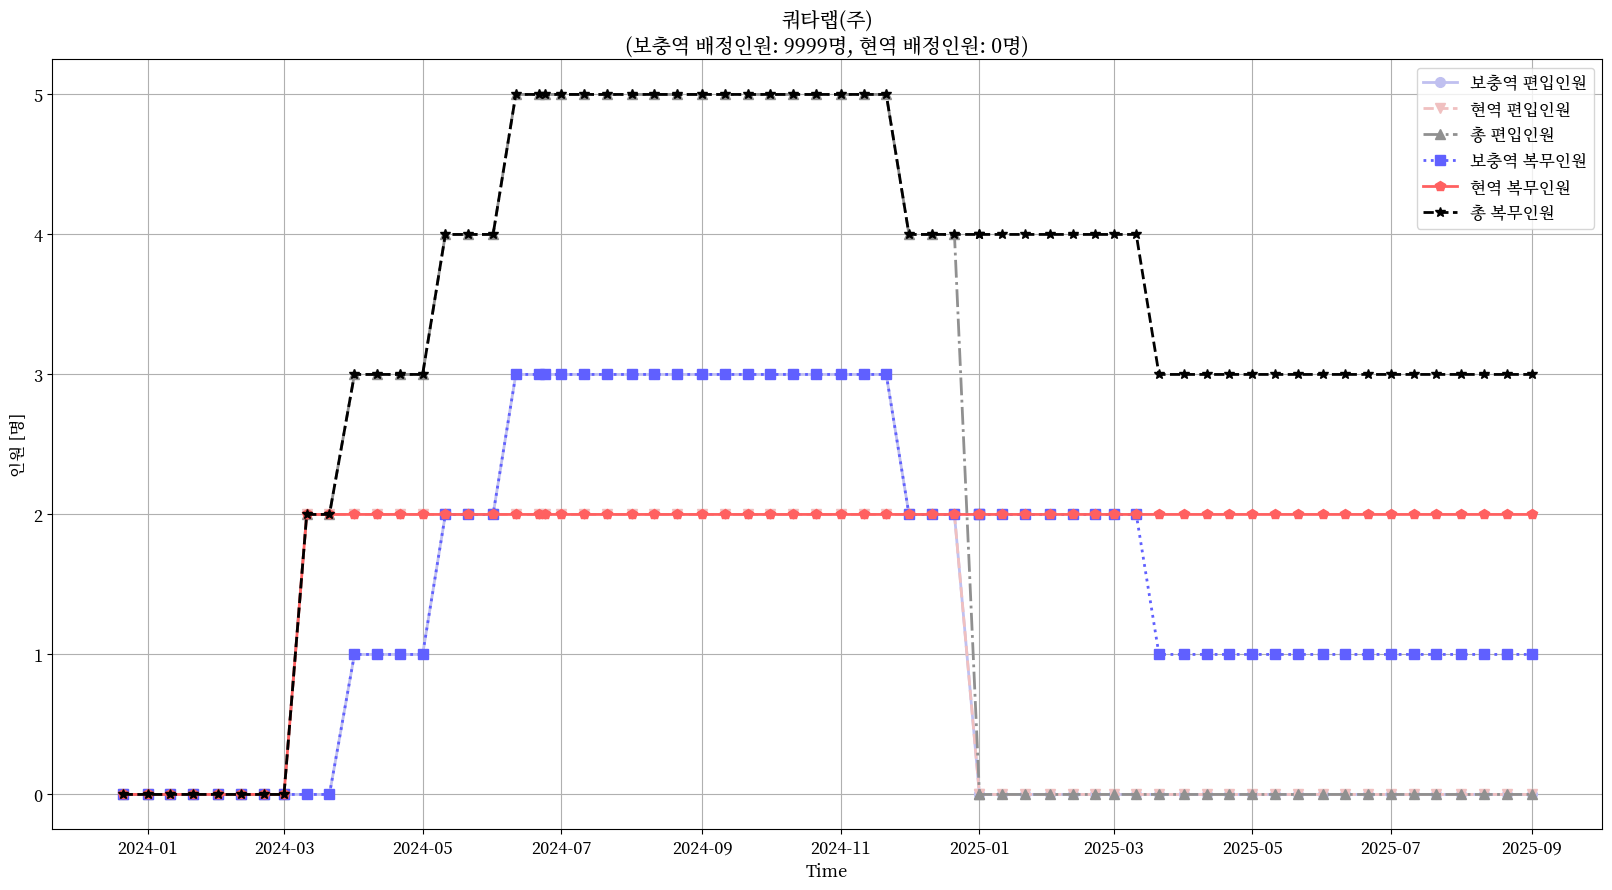 쿼타랩(주)
(보충역 배정인원: 9999명, 현역 배정인원: 0명)
보충역 편입인원
현역 편입인원
총 편입인원
보충역 복무인원
현역 복무인원
총 복무인원
인원 [명]
5
4
3
2
1
0
2024-01
2024-03
2024-05
2024-07
2024-09
2024-11
2025-01
2025-03
2025-05
2025-07
2025-09
Time